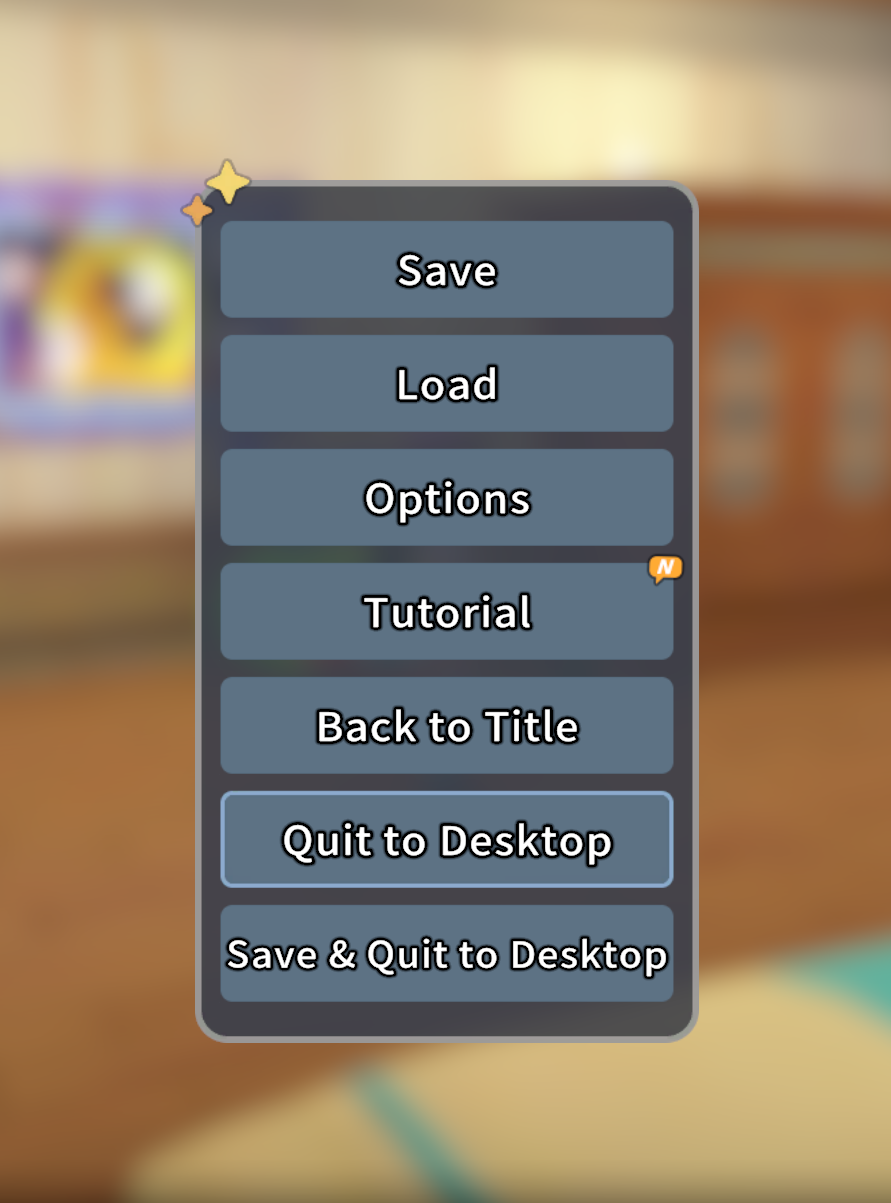 Save
Load
Options
N
Tutorial
Back to Title
Quit to Desktop
Save & Quit to Desktop